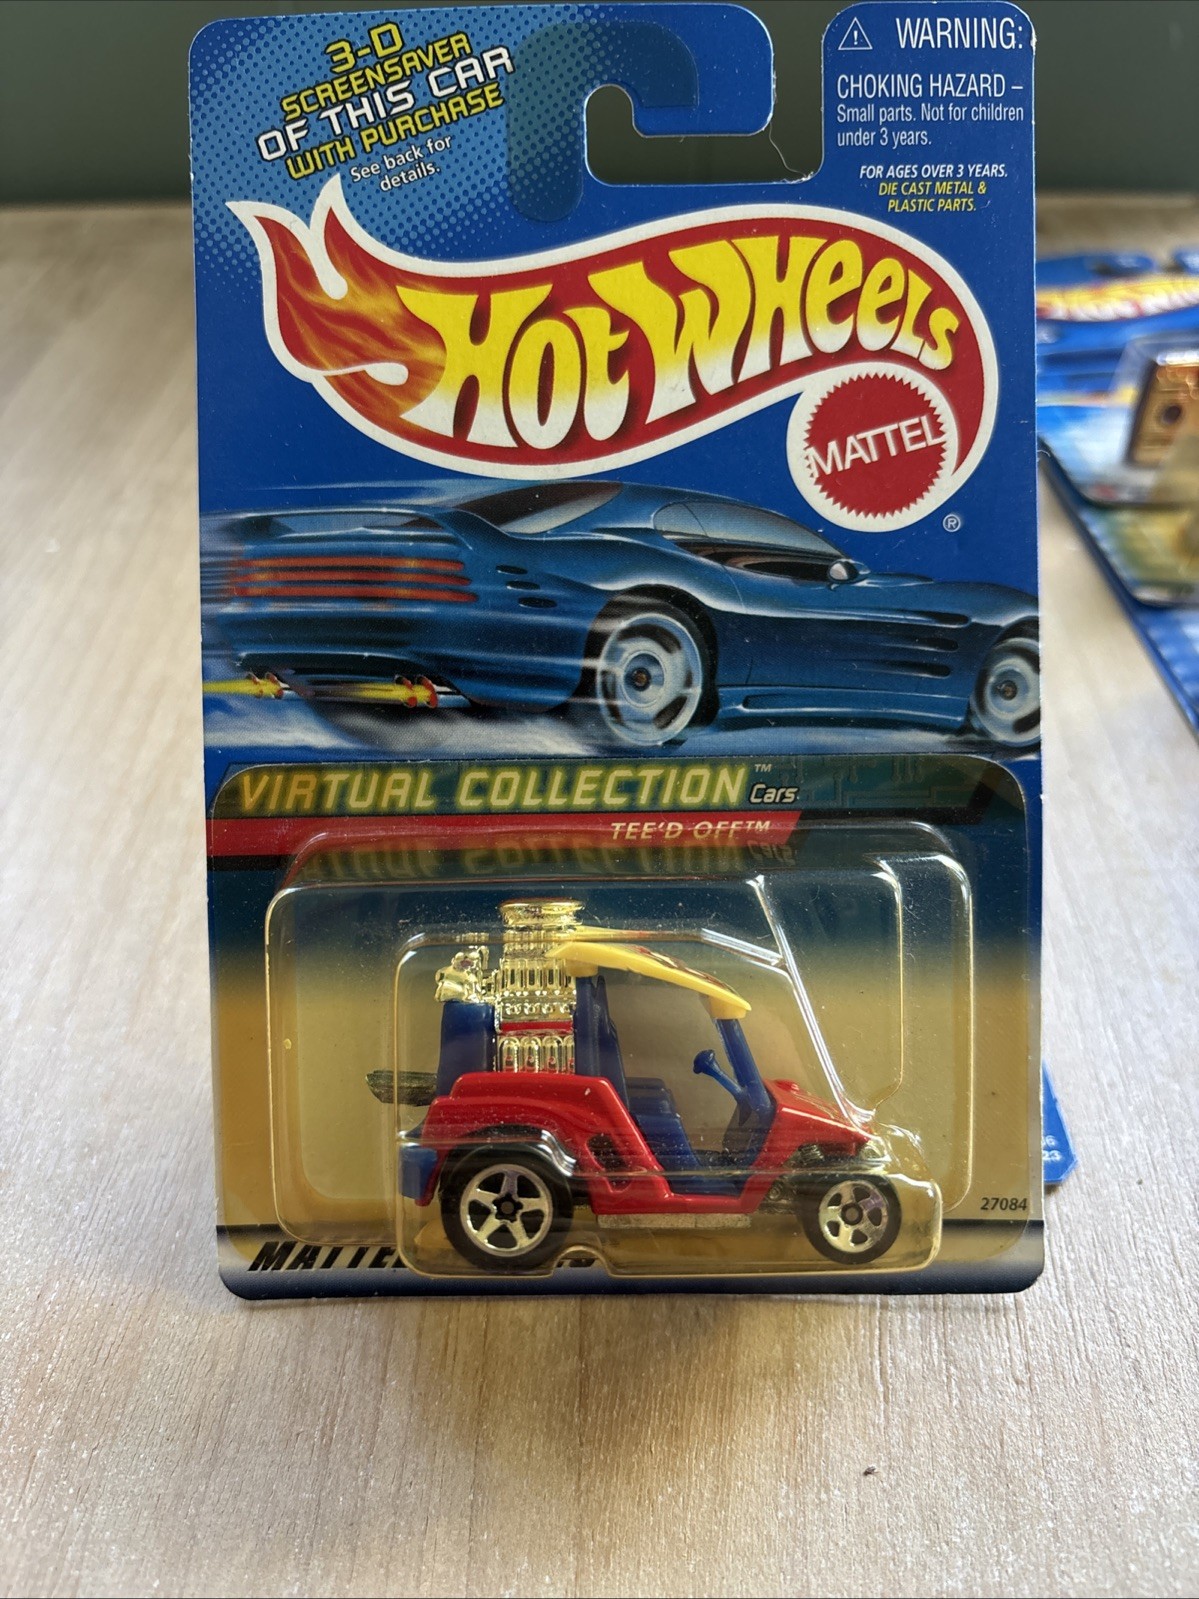 3-D
SCREENSAVER
OF THIS CAR
WITH PURCHASE
See back for
details.
WARNING:
CHOKING HAZARD –
Small parts. Not for children
under 3 years.
FOR AGES OVER 3 YEARS.
DIE CAST METAL &
PLASTIC PARTS.
HOT WHEELS
MATTEL
®
VIRTUAL COLLECTION™
Cars
TEE'D OFF™
27084